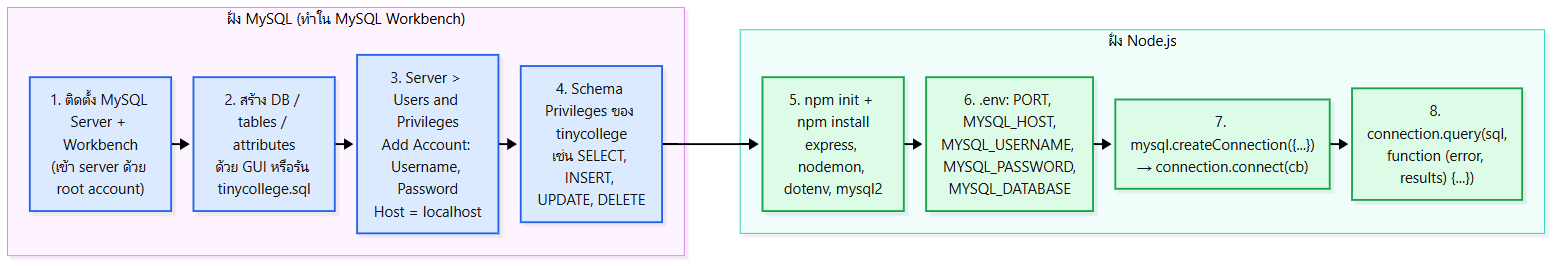 ฝั่ง MySQL (ทำใน MySQL Workbench)
1. ติดตั้ง MySQL
Server +
Workbench
(เข้า server ด้วย
root account)
2. สร้าง DB /
tables /
attributes
ด้วย GUI หรือรัน
tinycollege.sql
3. Server >
Users and
Privileges
Add Account:
Username,
Password
Host = localhost
4. Schema
Privileges ของ
tinycollege
เช่น SELECT,
INSERT,
UPDATE, DELETE
ฝั่ง Node.js
5. npm init +
npm install
express,
nodemon,
dotenv, mysql2
6. .env: PORT,
MYSQL_HOST,
MYSQL_USERNAME,
MYSQL_PASSWORD,
MYSQL_DATABASE
7.
mysql.createConnection({...})
→ connection.connect(cb)
8.
connection.query(sql,
function (error,
results) {...})